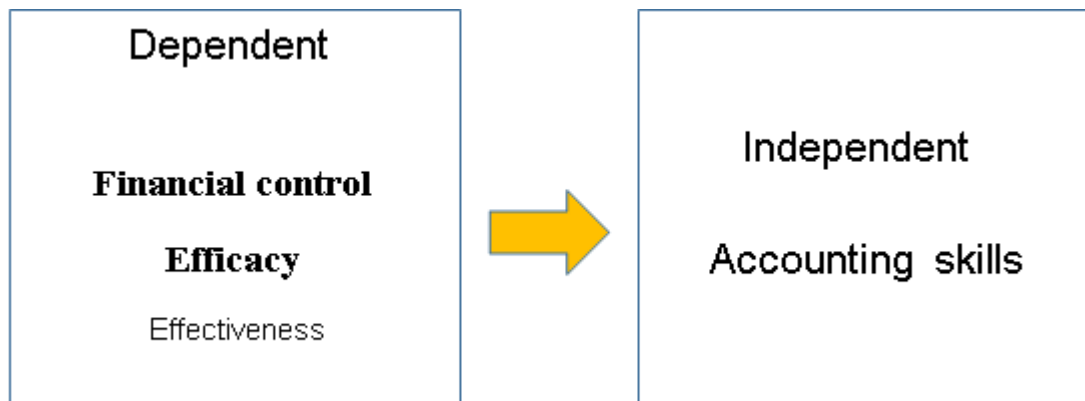 Dependent
Financial control
Efficacy
Effectiveness
Independent
Accounting skills